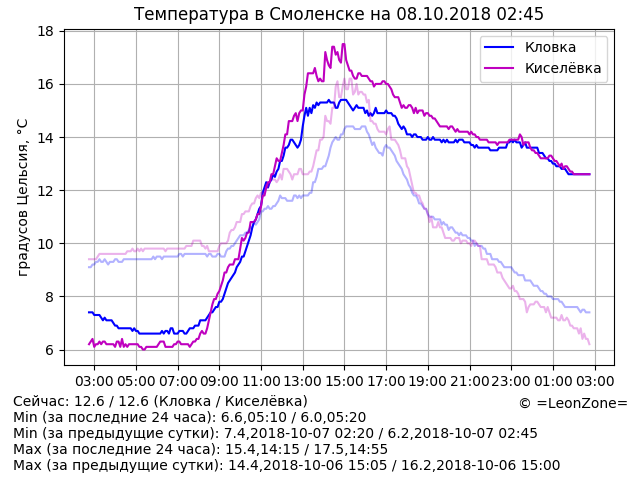 Температура в Смоленске на 08.10.2018 02:45
градусов Цельсия, °C
18
16
14
12
10
8
6
Кловка
Киселёвка
03:00 05:00 07:00 09:00 11:00 13:00 15:00 17:00 19:00 21:00 23:00 01:00 03:00
Сейчас: 12.6 / 12.6 (Кловка / Киселёвка)
© =LeonZone=
Min (за последние 24 часа): 6.6,05:10 / 6.0,05:20
Min (за предыдущие сутки): 7.4,2018-10-07 02:20 / 6.2,2018-10-07 02:45
Max (за последние 24 часа): 15.4,14:15 / 17.5,14:55
Max (за предыдущие сутки): 14.4,2018-10-06 15:05 / 16.2,2018-10-06 15:00